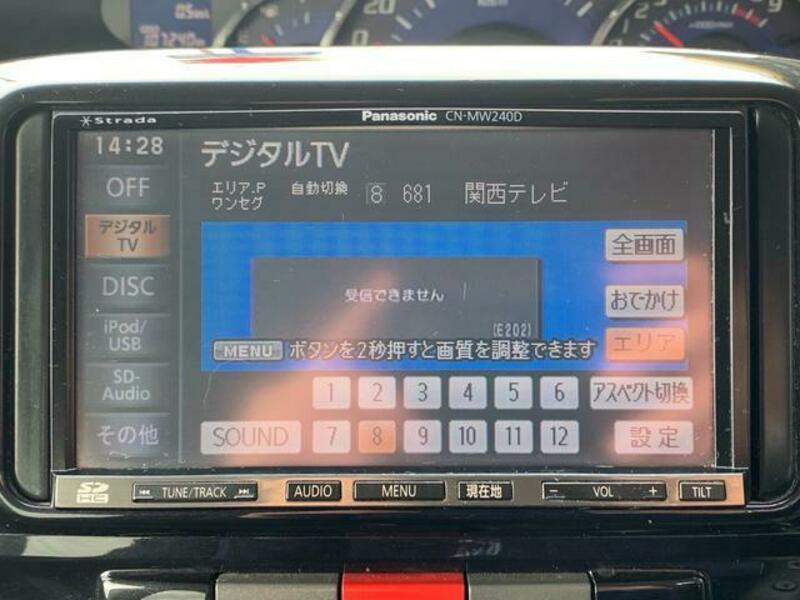 20
Strada
Panasonic CN-MW240D
14:28
デジタルTV
OFF
エリア.P
ワンセグ
自動切換 8 681 関西テレビ
デジタル
TV
全画面
DISC
受信できません
おでかけ
(E202)
iPod/
USB
MENU ボタンを2秒押すと画質を調整できます
エリア
SD-
Audio
1 2 3 4 5 6 アスペクト切換
その他
SOUND 7 8 9 10 11 12 設定
SD
HC
TUNE/TRACK AUDIO MENU 現在地 - VOL + TILT